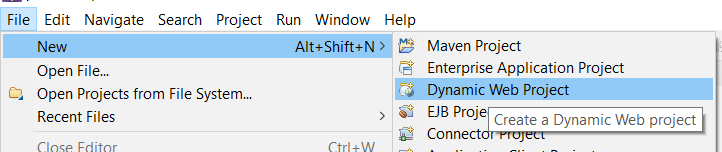 File Edit Navigate Search Project Run Window Help
New Alt+Shift+N >
Open File...
Open Projects from File System...
Recent Files >
Close Editor Ctrl+W
Maven Project
Enterprise Application Project
Dynamic Web Project
EJB Proje
Create a Dynamic Web project
Connector Project